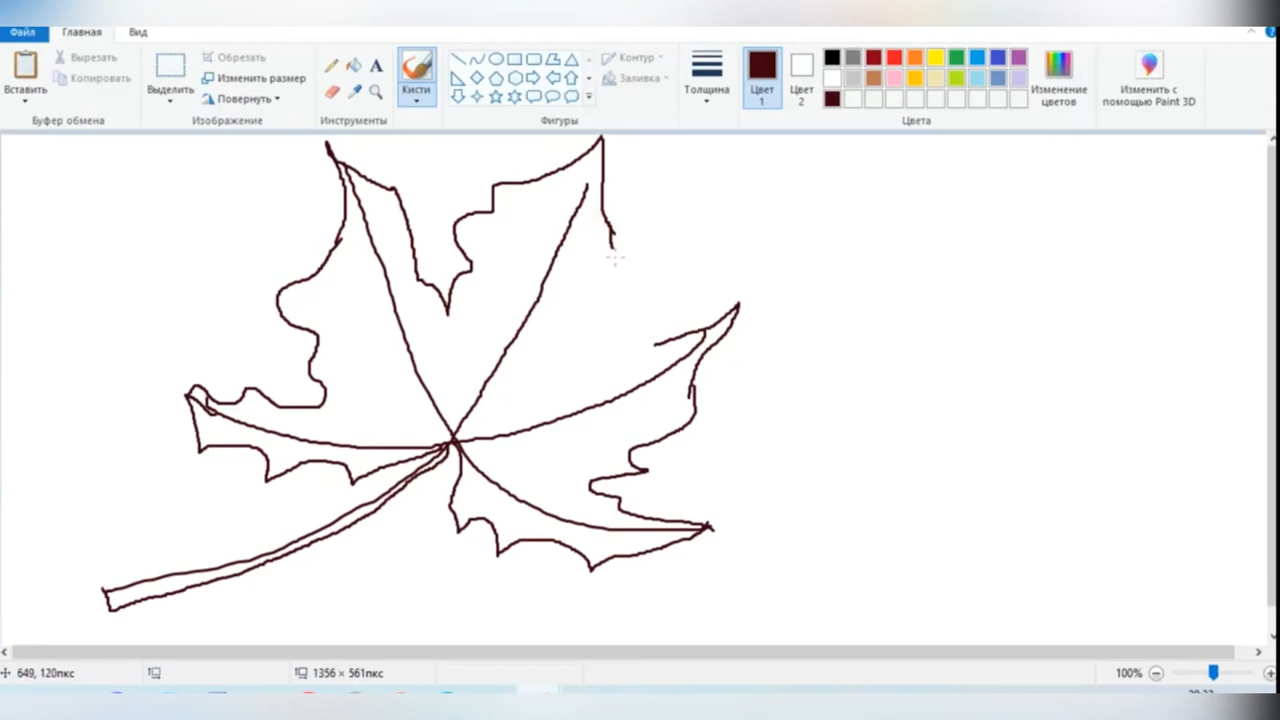 Файл Главная Вид
Вставить
Вырезать
Копировать
Буфер обмена
Выделить
Обрезать
Изменить размер
Повернуть
Изображение
A
Инструменты
Кисти
Контур
Заливка
Фигуры
Толщина
Цвет
1
Цвет
2
Изменение
цветов
Цвета
Изменить с
помощью Paint 3D
649, 120пкс
1356 × 561пкс
100%